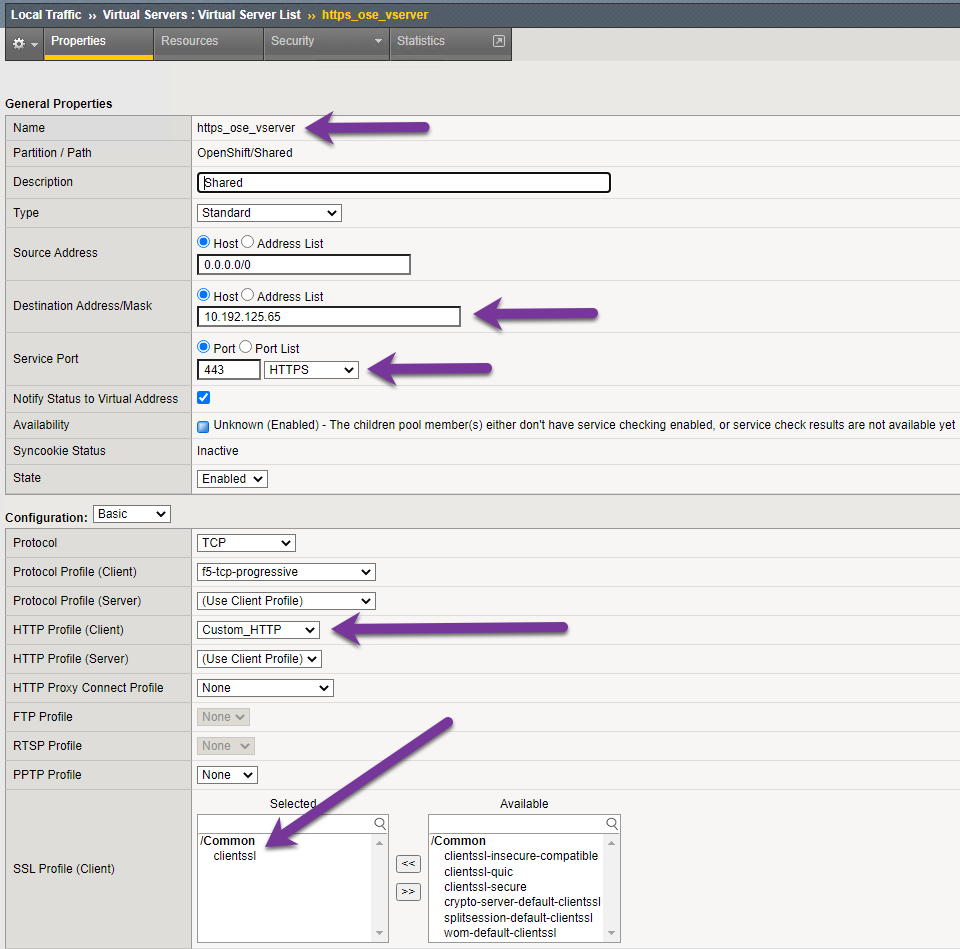 Local Traffic ›› Virtual Servers : Virtual Server List ›› https_ose_vserver
Properties Resources Security Statistics
General Properties
Name https_ose_vserver
Partition / Path OpenShift/Shared
Description Shared
Type Standard
Source Address Host Address List
0.0.0.0/0
Destination Address/Mask Host Address List
10.192.125.65
Service Port Port Port List
443 HTTPS
Notify Status to Virtual Address
Availability Unknown (Enabled) - The children pool member(s) either don't have service checking enabled, or service check results are not available yet
Syncookie Status Inactive
State Enabled
Configuration: Basic
Protocol TCP
Protocol Profile (Client) f5-tcp-progressive
Protocol Profile (Server) (Use Client Profile)
HTTP Profile (Client) Custom_HTTP
HTTP Profile (Server) (Use Client Profile)
HTTP Proxy Connect Profile None
FTP Profile None
RTSP Profile None
PPTP Profile None
SSL Profile (Client)
Selected Available
/Common /Common
clientssl clientssl-insecure-compatible
<< clientssl-quic
clientssl-secure
>> crypto-server-default-clientssl
splitsession-default-clientssl
wom-default-clientssl